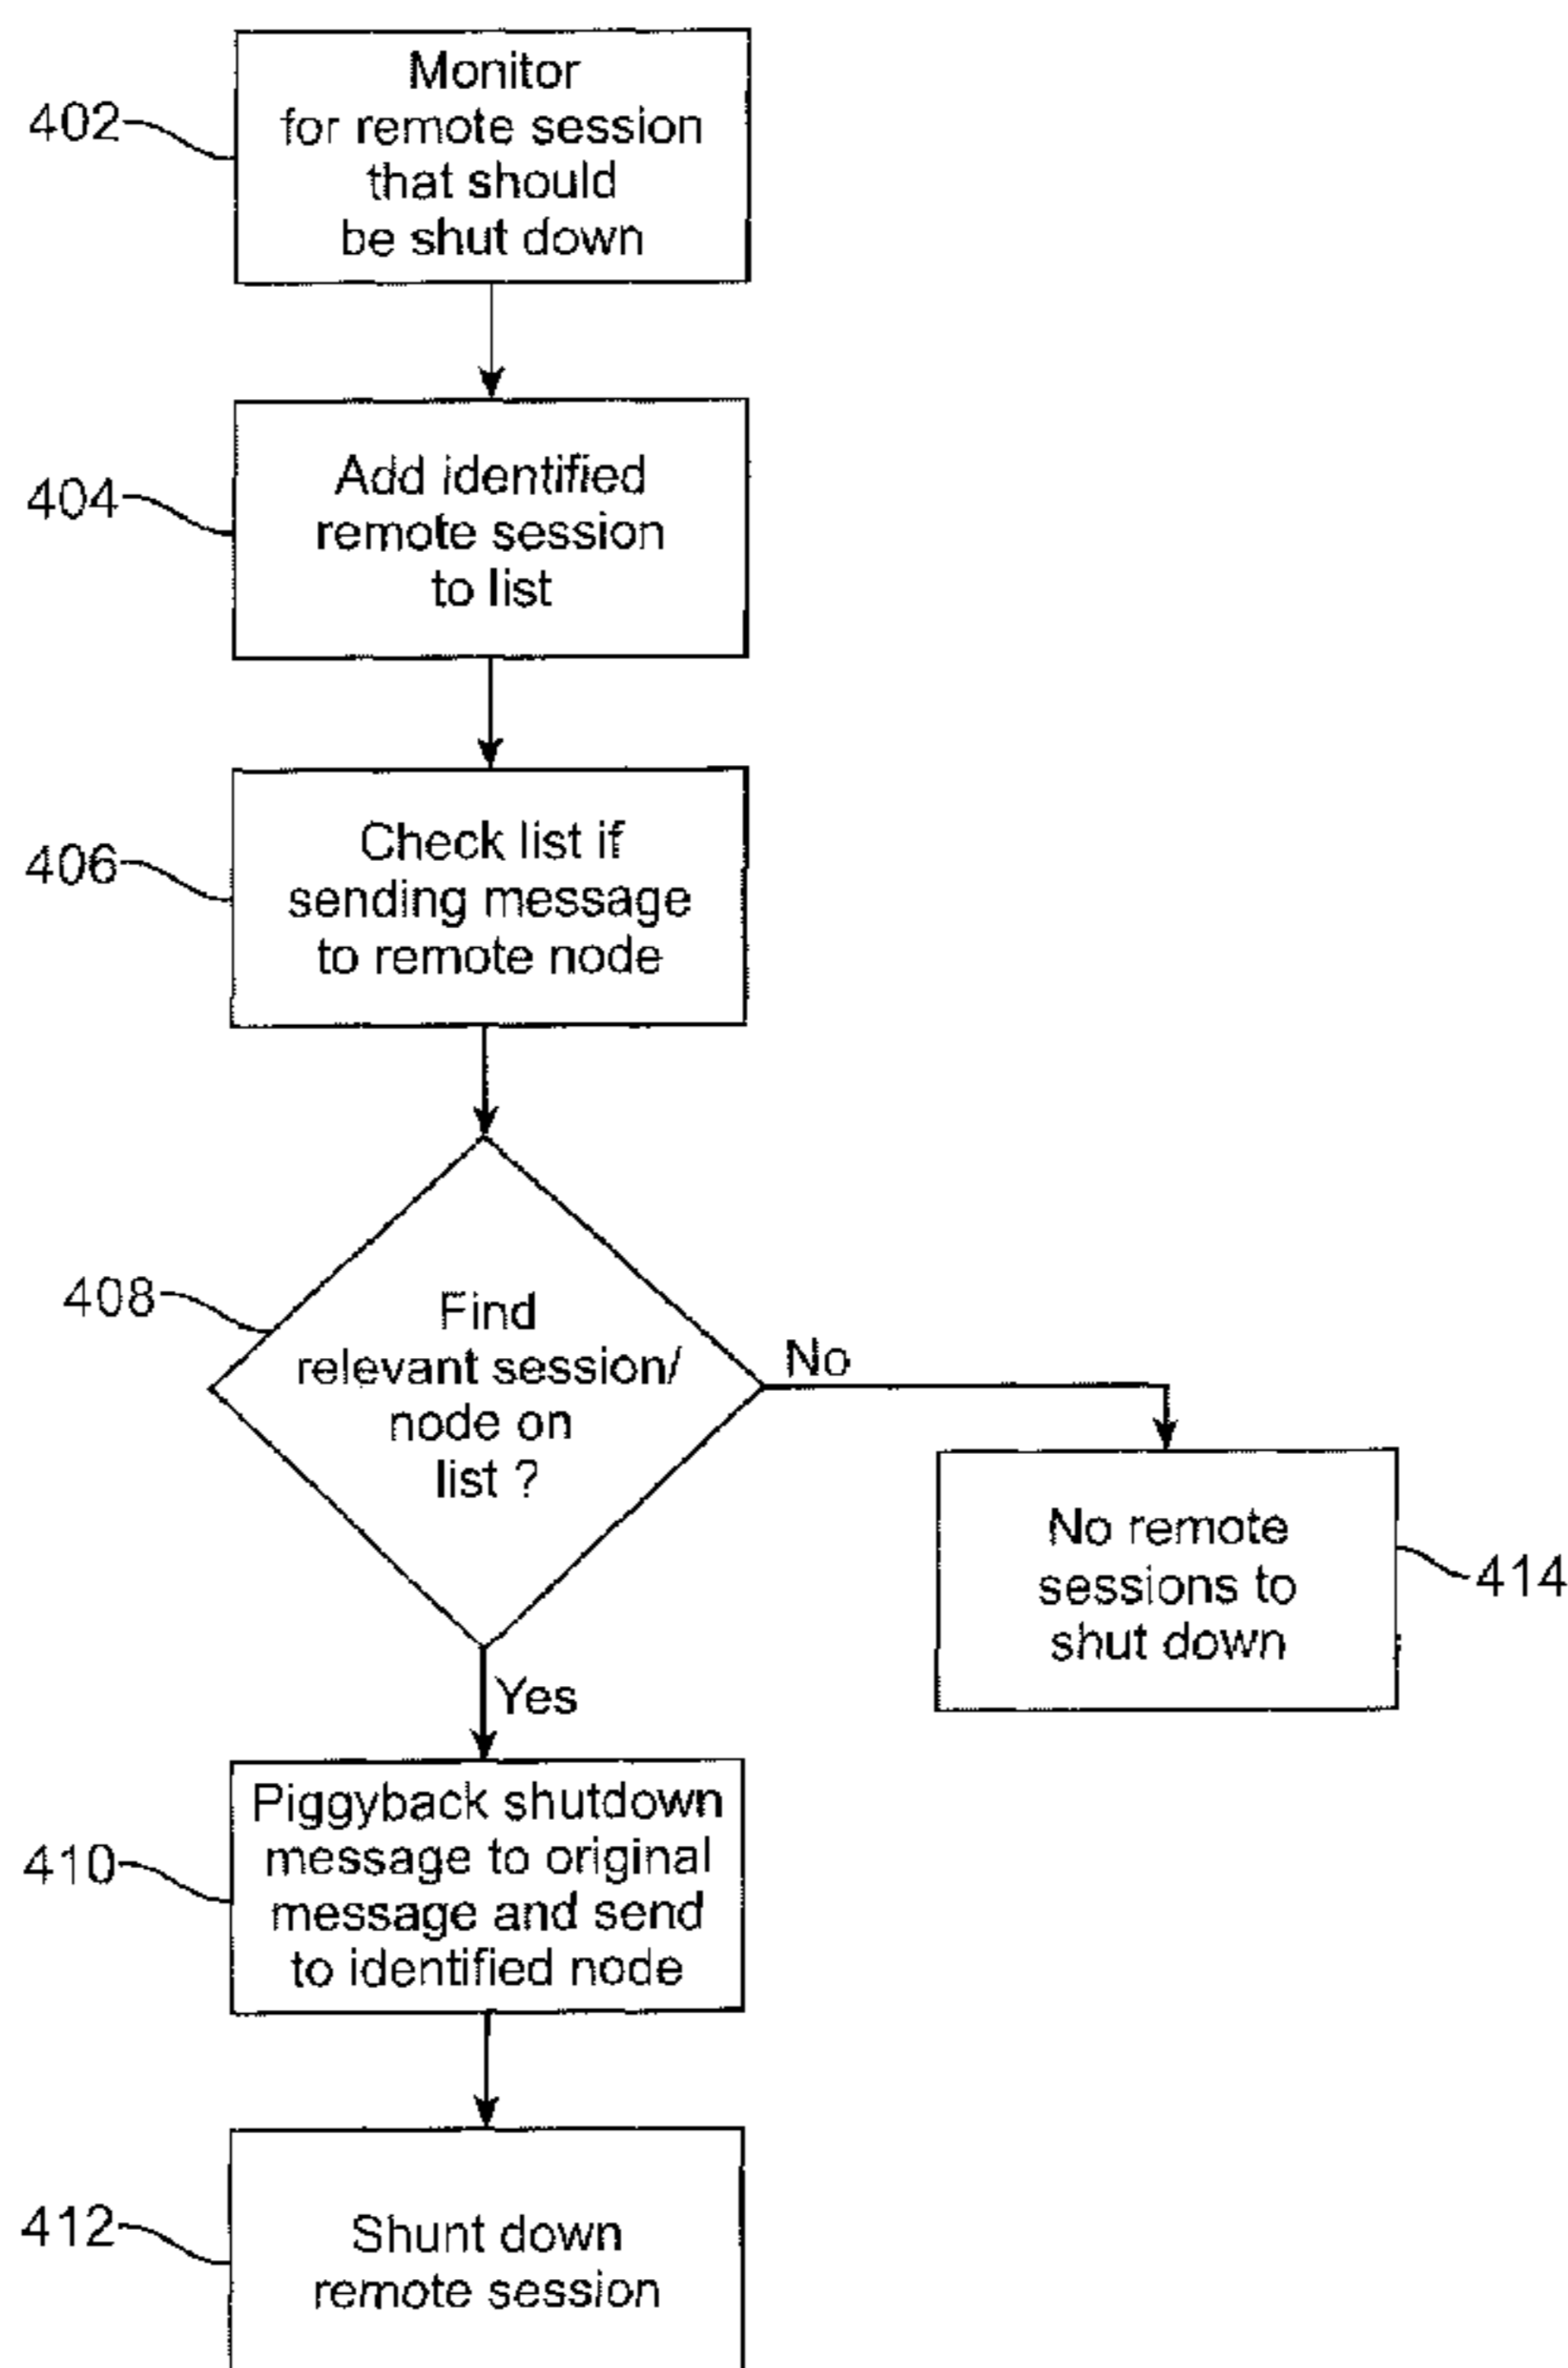 402
Monitor
for remote session
that should
be shut down
404
Add identified
remote session
to list
406
Check list if
sending message
to remote node
408
Find
relevant session/
node on
list ?
No
No remote
sessions to
shut down
414
Yes
410
Piggyback shutdown
message to original
message and send
to identified node
412
Shunt down
remote session